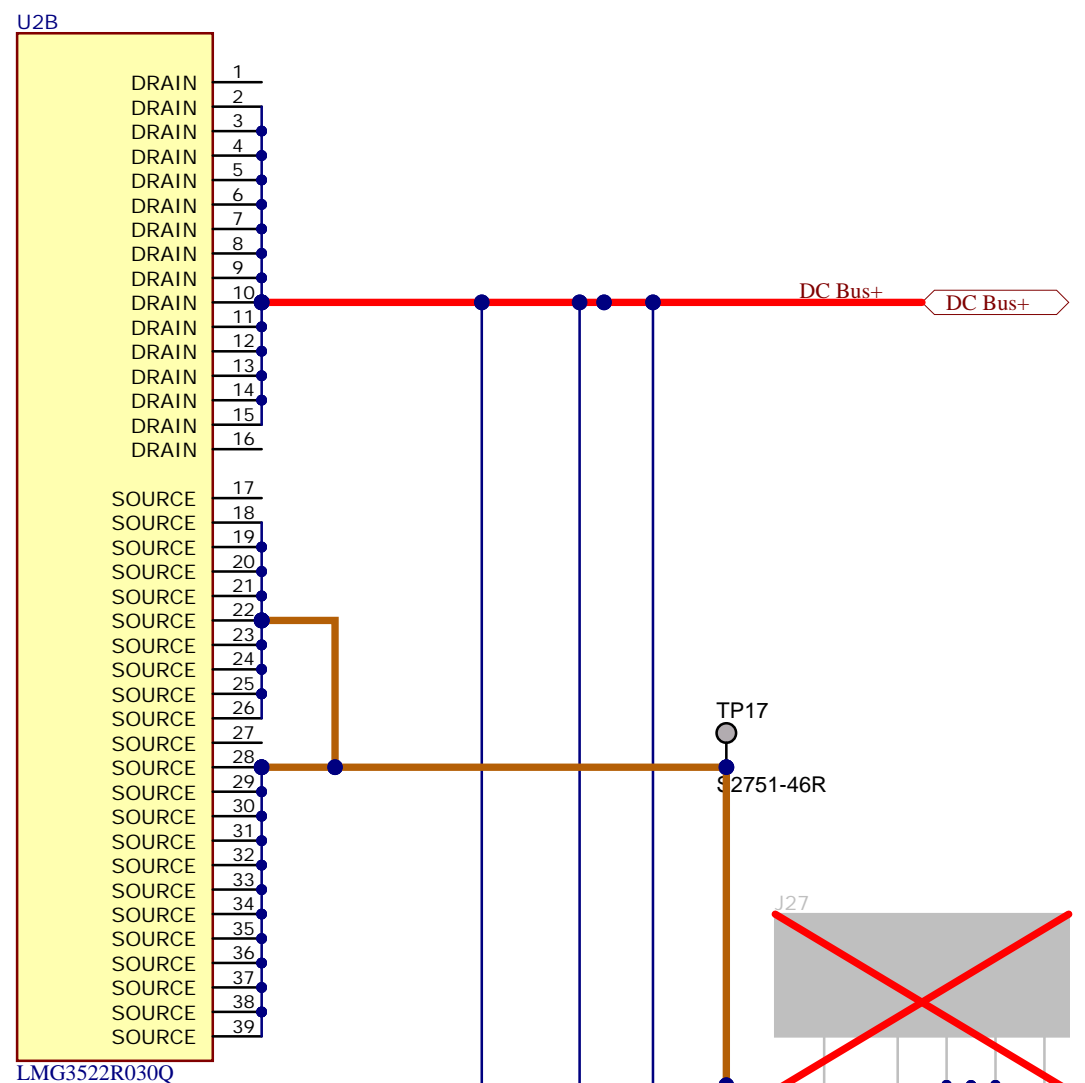 U2B
DRAIN 1
DRAIN 2
DRAIN 3
DRAIN 4
DRAIN 5
DRAIN 6
DRAIN 7
DRAIN 8
DRAIN 9
DRAIN 10
DC Bus+ DC Bus+
DRAIN 11
DRAIN 12
DRAIN 13
DRAIN 14
DRAIN 15
DRAIN 16
SOURCE 17
SOURCE 18
SOURCE 19
SOURCE 20
SOURCE 21
SOURCE 22
SOURCE 23
SOURCE 24
SOURCE 25
SOURCE 26
TP17
SOURCE 27
SOURCE 28
S2751-46R
SOURCE 29
SOURCE 30
SOURCE 31
SOURCE 32
SOURCE 33
J27
SOURCE 34
SOURCE 35
SOURCE 36
SOURCE 37
SOURCE 38
SOURCE 39
LMG3522R030Q